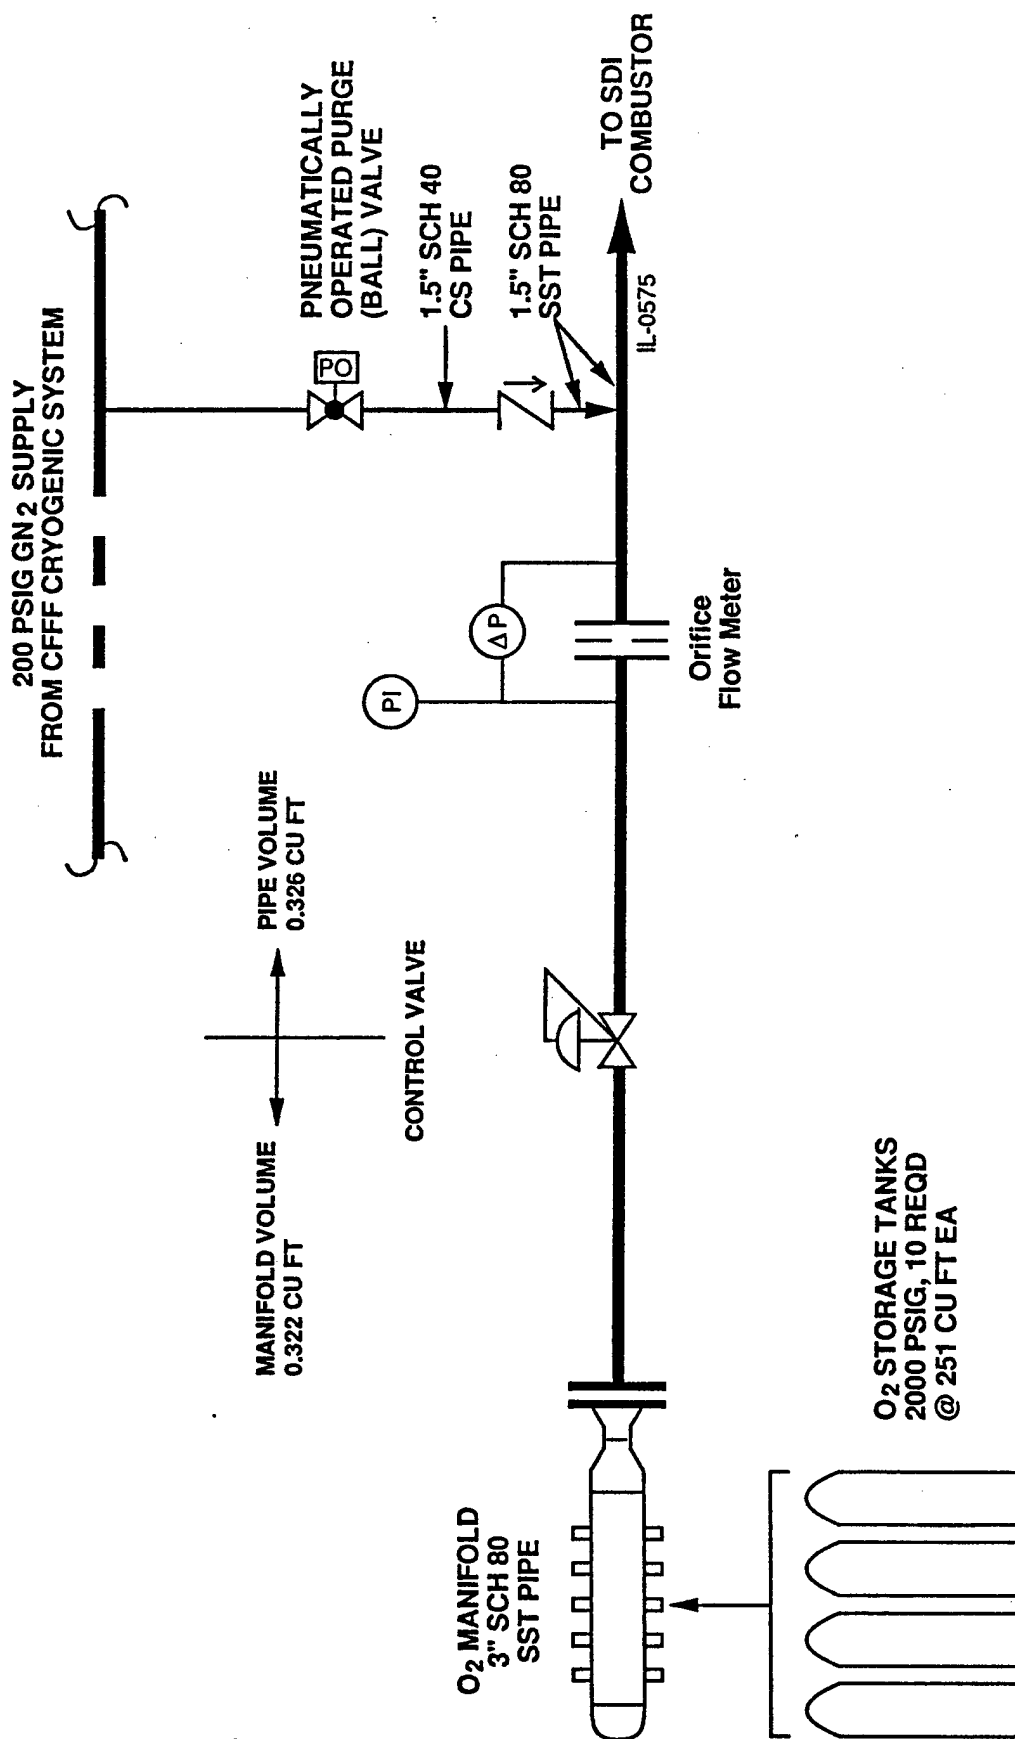 200 PSIG GN2 SUPPLY
FROM CFFF CRYOGENIC SYSTEM
PNEUMATICALLY
OPERATED PURGE
(BALL) VALVE
PO
1.5" SCH 40
CS PIPE
1.5" SCH 80
SST PIPE
TO SDI
COMBUSTOR
IL-0575
PI
ΔP
Orifice
Flow Meter
MANIFOLD VOLUME
0.322 CU FT
PIPE VOLUME
0.326 CU FT
CONTROL VALVE
O2 MANIFOLD
3" SCH 80
SST PIPE
O2 STORAGE TANKS
2000 PSIG, 10 REQD
@ 251 CU FT EA